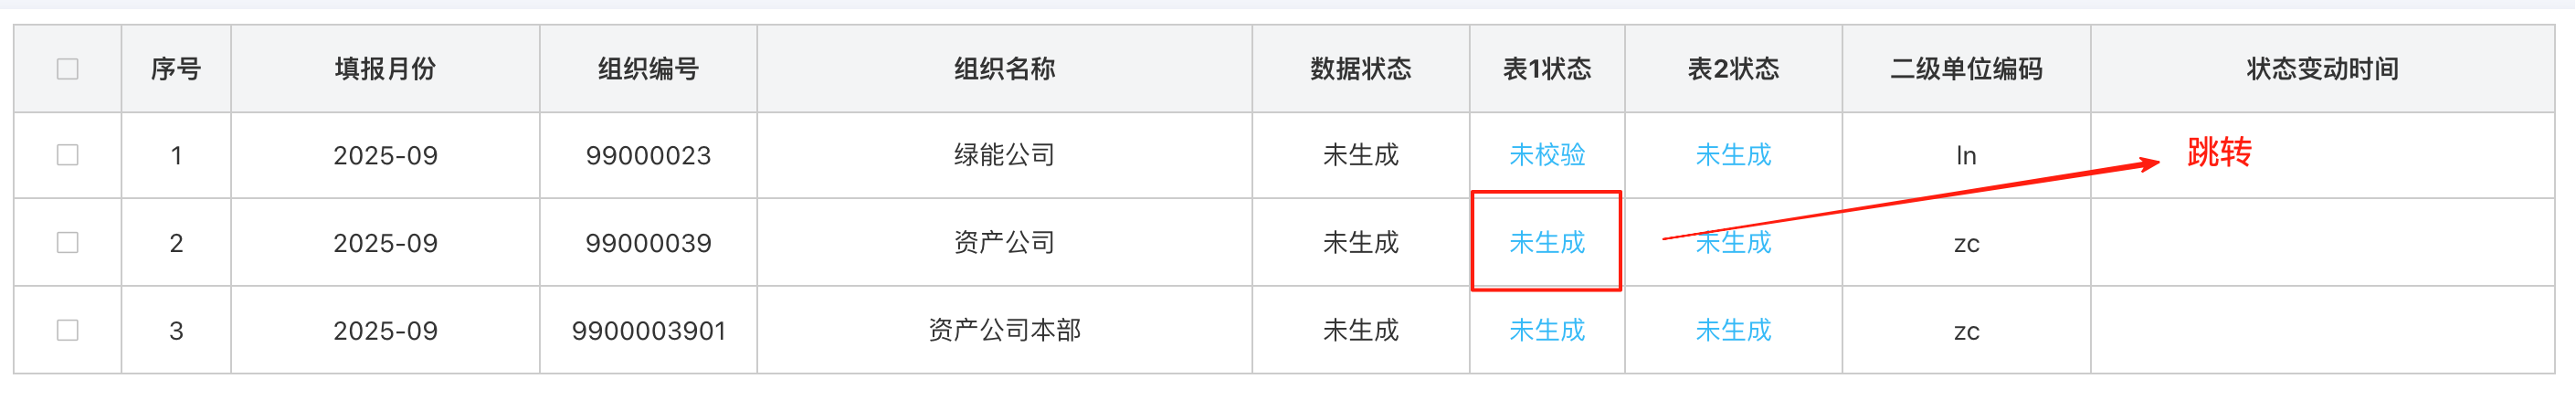 序号 填报月份 组织编号 组织名称 数据状态 表1状态 表2状态 二级单位编码 状态变动时间
1 2025-09 99000023 绿能公司 未生成 未校验 未生成 ln 跳转
2 2025-09 99000039 资产公司 未生成 未生成 未生成 zc
3 2025-09 9900003901 资产公司本部 未生成 未生成 未生成 zc